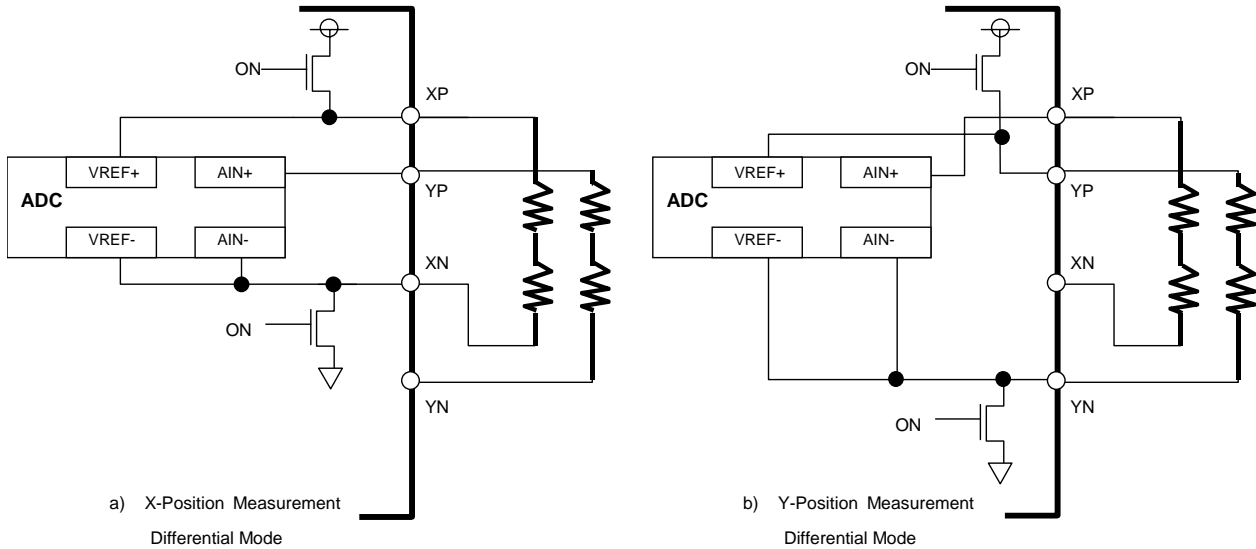 ON
XP
VREF+
AIN+
YP
ADC
VREF-
AIN-
XN
ON
YN
a) X-Position Measurement
Differential Mode
ON
XP
VREF+
AIN+
YP
ADC
VREF-
AIN-
XN
ON
YN
b) Y-Position Measurement
Differential Mode